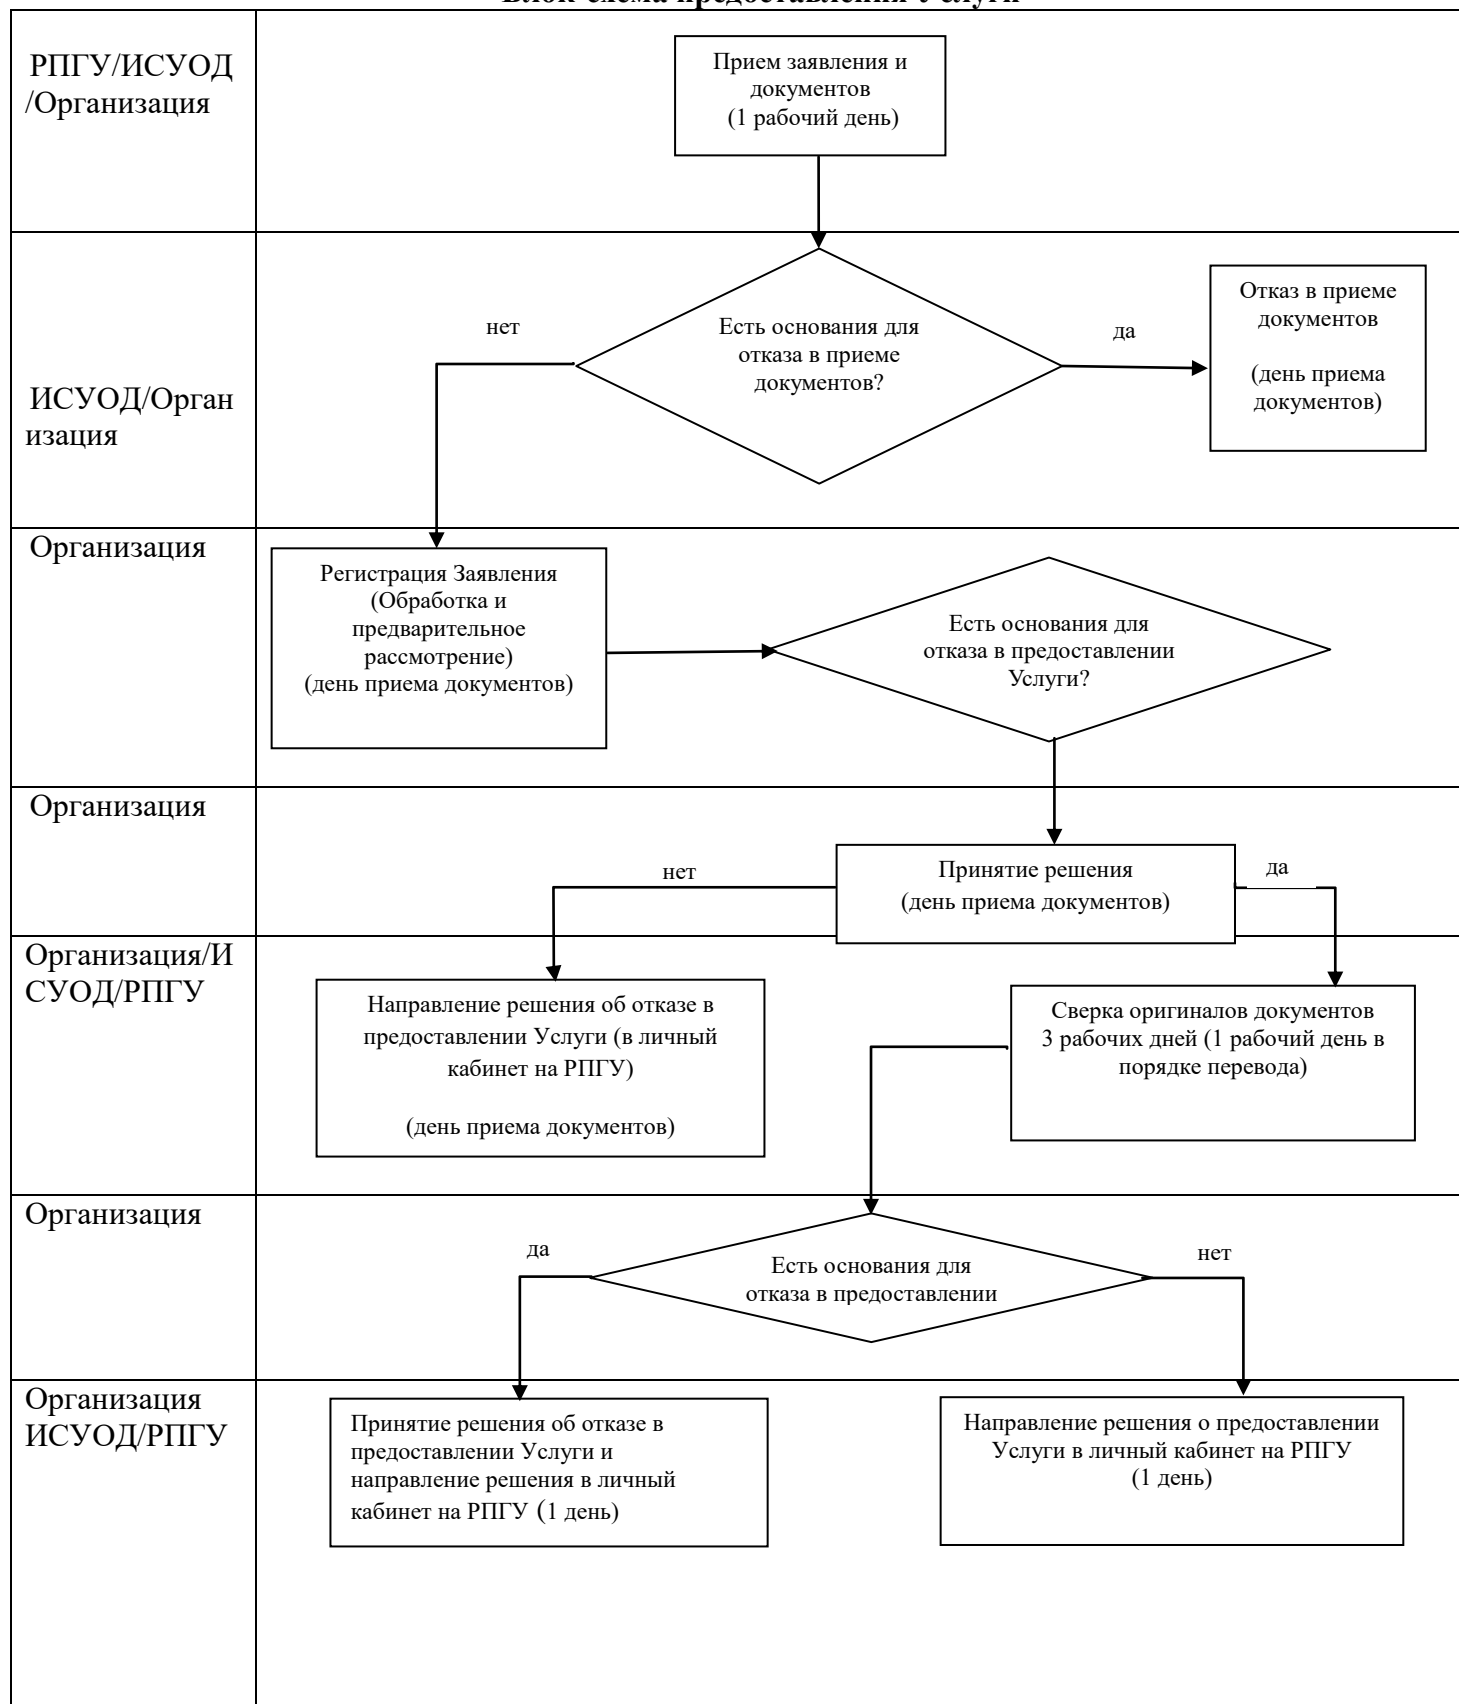 Блок-схема предоставления Услуги
РПГУ/ИСУОД
/Организация
Прием заявления и
документов
(1 рабочий день)
ИСУОД/Орган
изация
нет
Есть основания для
отказа в приеме
документов?
да
Отказ в приеме
документов
(день приема
документов)
Организация
Регистрация Заявления
(Обработка и
предварительное
рассмотрение)
(день приема документов)
Есть основания для
отказа в предоставлении
Услуги?
Организация
нет
Принятие решения
(день приема документов)
да
Организация/И
СУОД/РПГУ
Направление решения об отказе в
предоставлении Услуги (в личный
кабинет на РПГУ)
(день приема документов)
Сверка оригиналов документов
3 рабочих дней (1 рабочий день в
порядке перевода)
Организация
да
Есть основания для
отказа в предоставлении
нет
Организация
ИСУОД/РПГУ
Принятие решения об отказе в
предоставлении Услуги и
направление решения в личный
кабинет на РПГУ (1 день)
Направление решения о предоставлении
Услуги в личный кабинет на РПГУ
(1 день)